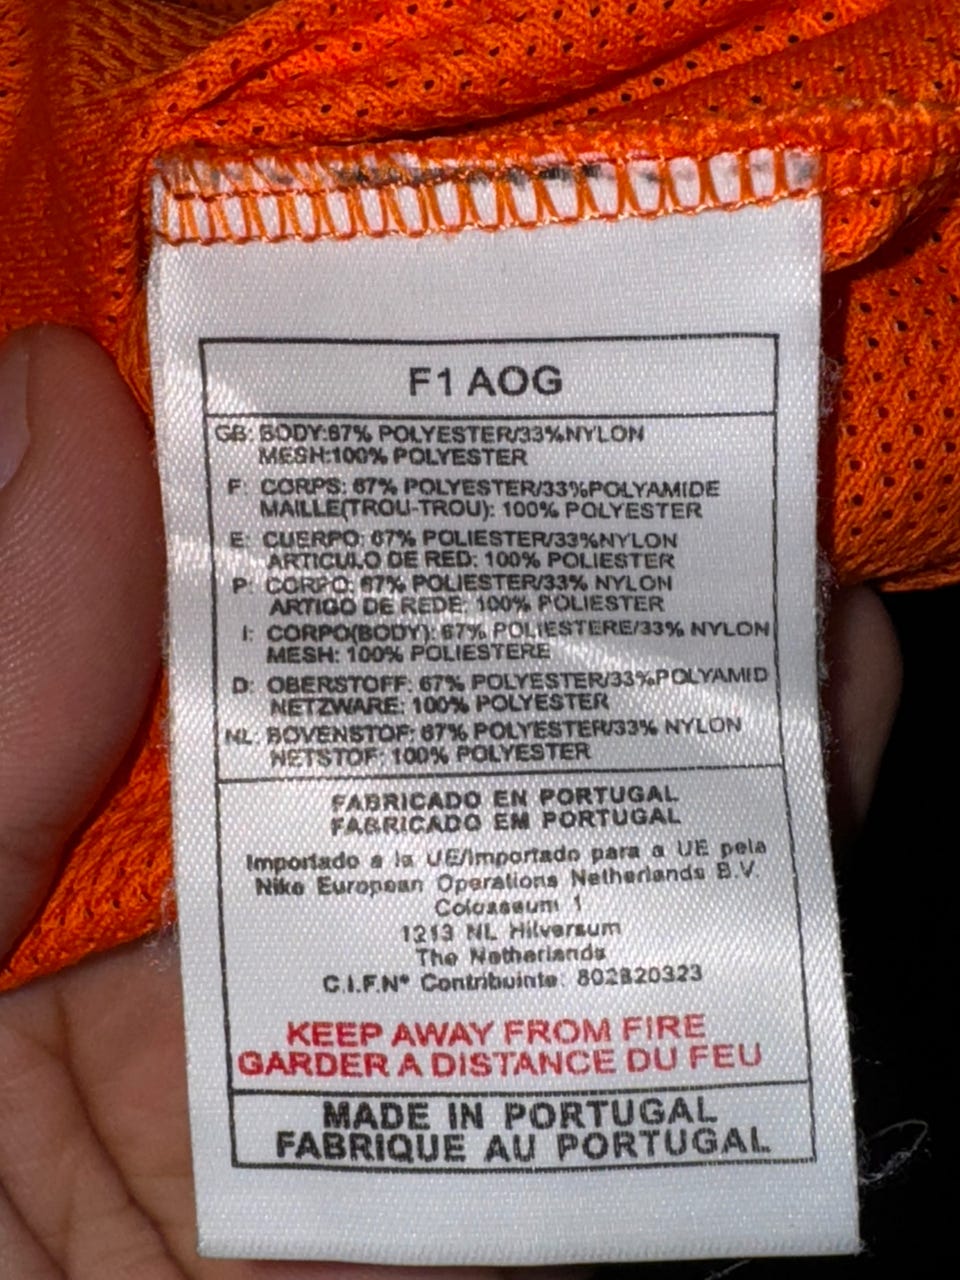 F1 AOG
GB: BODY:67% POLYESTER/33%NYLON
MESH:100% POLYESTER
F: CORPS: 67% POLYESTER/33%POLYAMIDE
MAILLE(TROU-TROU): 100% POLYESTER
E: CUERPO: 67% POLIESTER/33%NYLON
ARTICULO DE RED: 100% POLIESTER
P: CORPO: 67% POLIESTER/33% NYLON
ARTIGO DE REDE: 100% POLIESTER
I: CORPO(BODY): 67% POLIESTERE/33% NYLON
MESH: 100% POLIESTERE
D: OBERSTOFF: 67% POLYESTER/33%POLYAMID
NETZWARE: 100% POLYESTER
NL: BOVENSTOF: 67% POLYESTER/33% NYLON
NETSTOF: 100% POLYESTER
FABRICADO EN PORTUGAL
FABRICADO EM PORTUGAL
Importado a la UE/Importado para a UE pela
Nike European Operations Netherlands B.V.
Colosseum 1
1213 NL Hilversum
The Netherlands
C.I.F.Nº Contribuinte: 802820323
KEEP AWAY FROM FIRE
GARDER A DISTANCE DU FEU
MADE IN PORTUGAL
FABRIQUE AU PORTUGAL